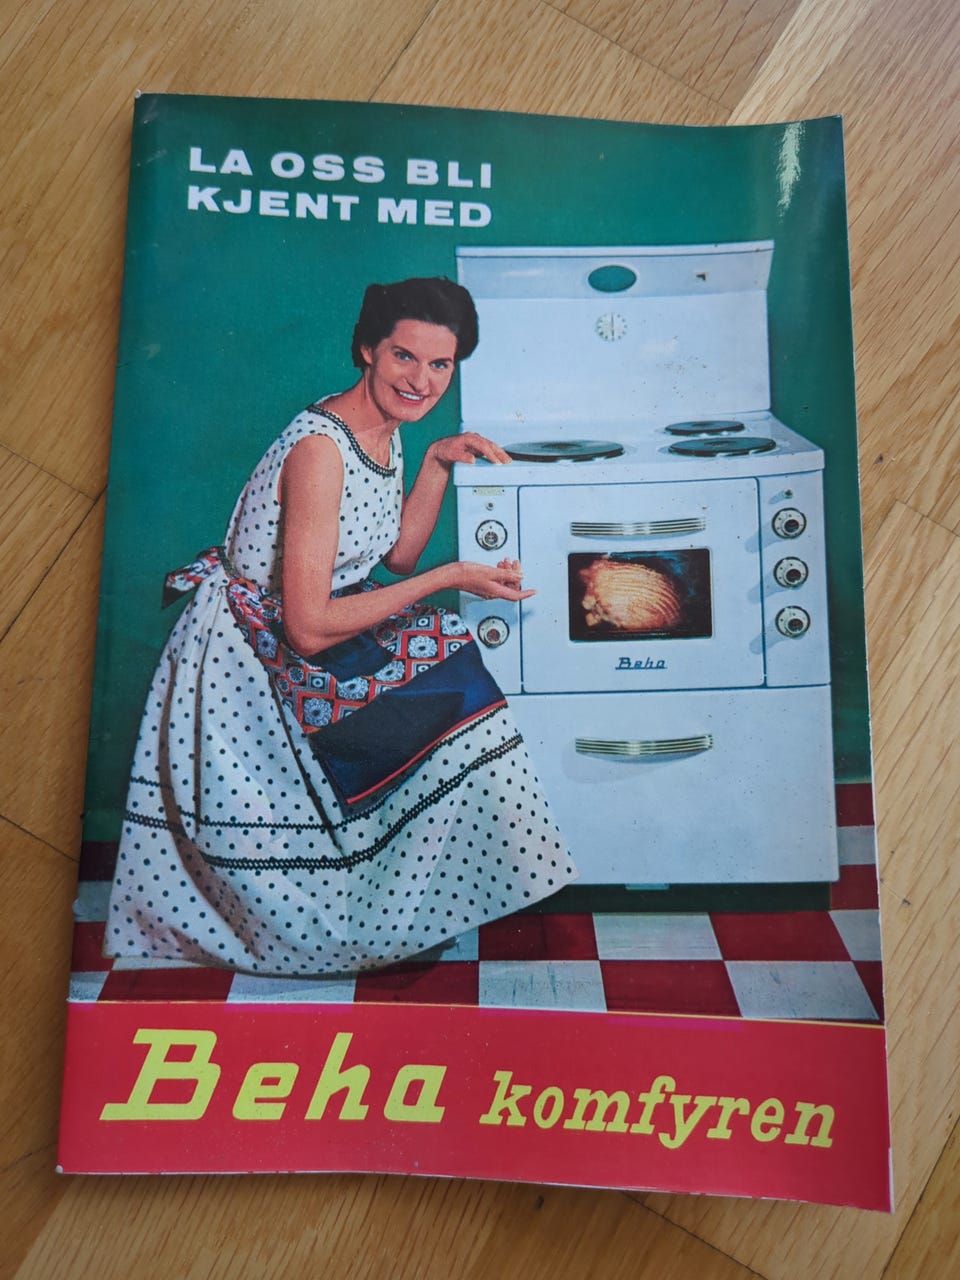 LA OSS BLI
KJENT MED
Beha
Beha komfyren